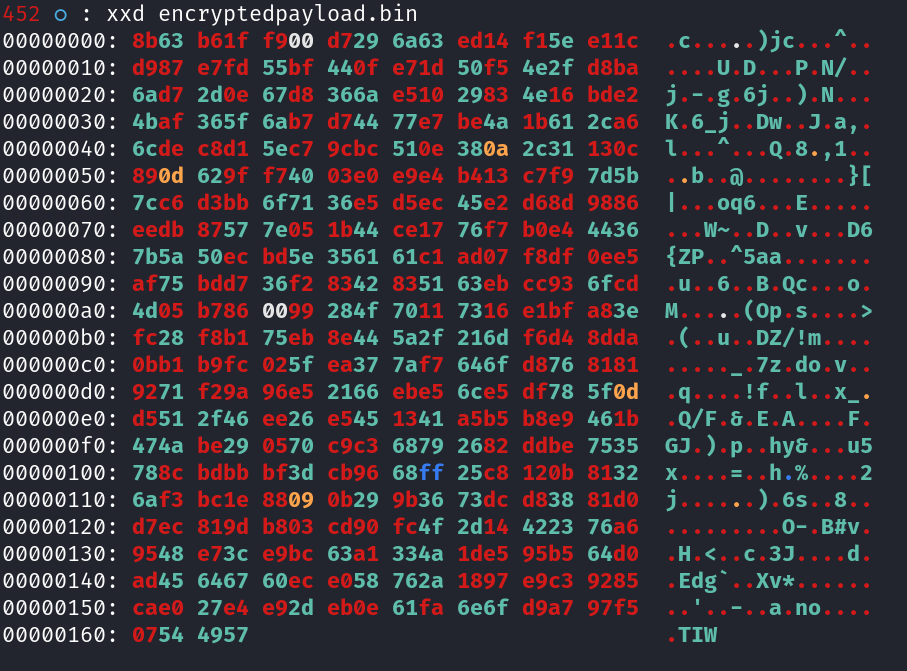 452 ○ : xxd encryptedpayload.bin
00000000: 8b63 b61f f900 d729 6a63 ed14 f15e e11c .c.....)jc...^..
00000010: d987 e7fd 55bf 440f e71d 50f5 4e2f d8ba ....U.D...P.N/..
00000020: 6ad7 2d0e 67d8 366a e510 2983 4e16 bde2 j.-.g.6j..).N...
00000030: 4baf 365f 6ab7 d744 77e7 be4a 1b61 2ca6 K.6_j..Dw..J.a,.
00000040: 6cde c8d1 5ec7 9cbc 510e 380a 2c31 130c l...^...Q.8.,1..
00000050: 890d 629f f740 03e0 e9e4 b413 c7f9 7d5b ..b..@........}[
00000060: 7cc6 d3bb 6f71 36e5 d5ec 45e2 d68d 9886 |...oq6...E.....
00000070: eedb 8757 7e05 1b44 ce17 76f7 b0e4 4436 ...W~..D..v...D6
00000080: 7b5a 50ec bd5e 3561 61c1 ad07 f8df 0ee5 {ZP..^5aa.......
00000090: af75 bdd7 36f2 8342 8351 63eb cc93 6fcd .u..6..B.Qc...o.
000000a0: 4d05 b786 0099 284f 7011 7316 e1bf a83e M.....(Op.s....>
000000b0: fc28 f8b1 75eb 8e44 5a2f 216d f6d4 8dda .(..u..DZ/!m....
000000c0: 0bb1 b9fc 025f ea37 7af7 646f d876 8181 ....._.7z.do.v..
000000d0: 9271 f29a 96e5 2166 ebe5 6ce5 df78 5f0d .q....!f..l..x_.
000000e0: d551 2f46 ee26 e545 1341 a5b5 b8e9 461b .Q/F.&.E.A....F.
000000f0: 474a be29 0570 c9c3 6879 2682 ddbe 7535 GJ.).p..hy&...u5
00000100: 788c bdbb bf3d cb96 68ff 25c8 120b 8132 x....=..h.%....2
00000110: 6af3 bc1e 8809 0b29 9b36 73dc d838 81d0 j......).6s..8..
00000120: d7ec 819d b803 cd90 fc4f 2d14 4223 76a6 .........O-.B#v.
00000130: 9548 e73c e9bc 63a1 334a 1de5 95b5 64d0 .H.<..c.3J....d.
00000140: ad45 6467 60ec e058 762a 1897 e9c3 9285 .Edg`..Xv*......
00000150: cae0 27e4 e92d eb0e 61fa 6e6f d9a7 97f5 ..'..-..a.no....
00000160: 0754 4957 .TIW